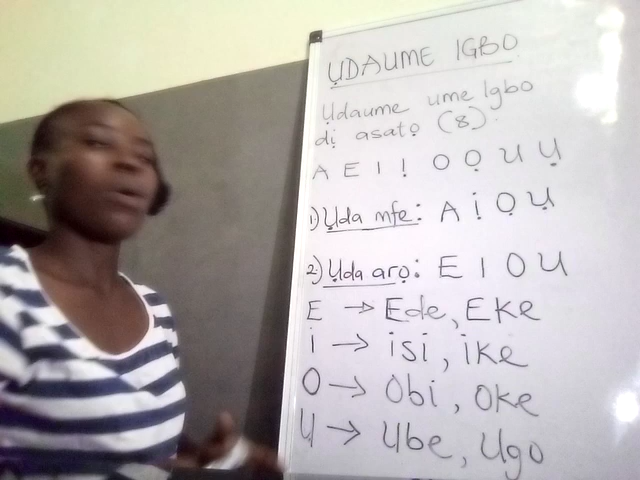 ỤDAUME IGBO
Ụdaume ume Igbo
dị asatọ (8).
A E I Ị O Ọ U Ụ
1) Ụda mfe: A Ị Ọ Ụ
2) Ụda arọ: E I O U
E → Ede, Eke
i → isi, ike
O → Obi, Oke
U → Ube, Ugo